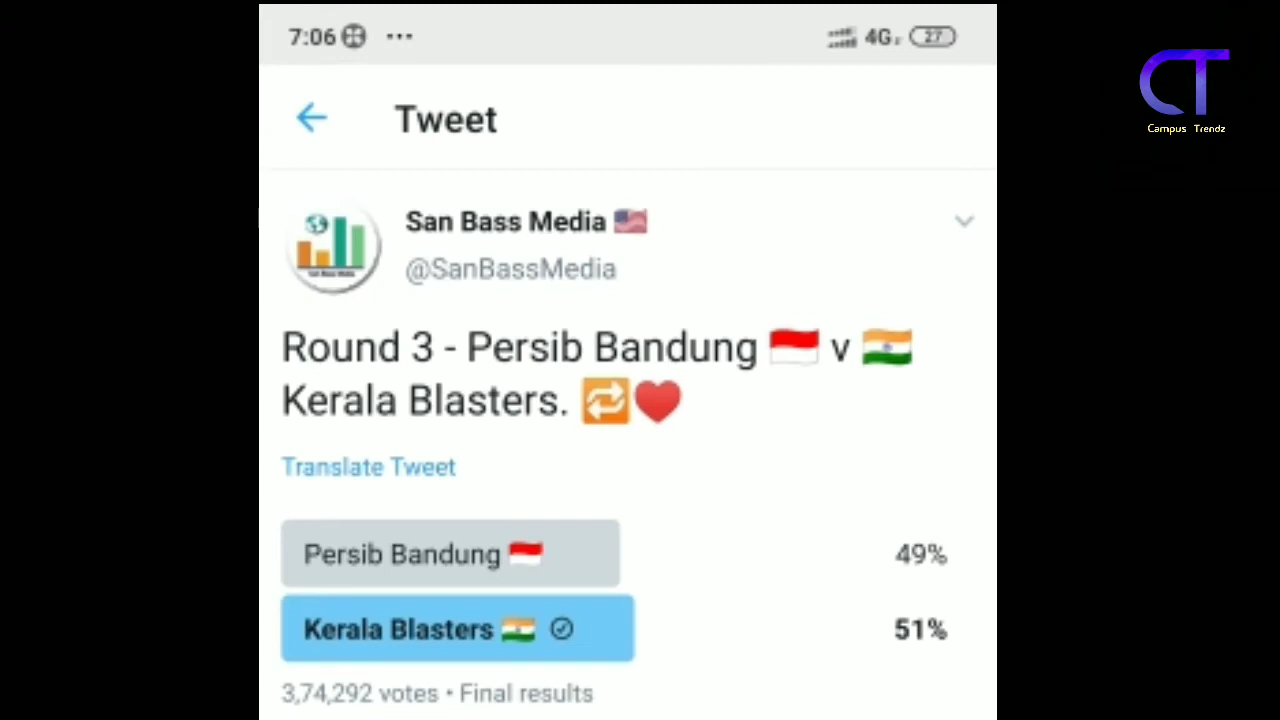 7:06
4G
27
CT
Campus Trendz
Tweet
San Bass Media 🇺🇸
@SanBassMedia
Round 3 - Persib Bandung 🇮🇩 v 🇮🇳
Kerala Blasters. 🔁♥️
Translate Tweet
Persib Bandung 🇮🇩 49%
Kerala Blasters 🇮🇳 51%
3,74,292 votes • Final results